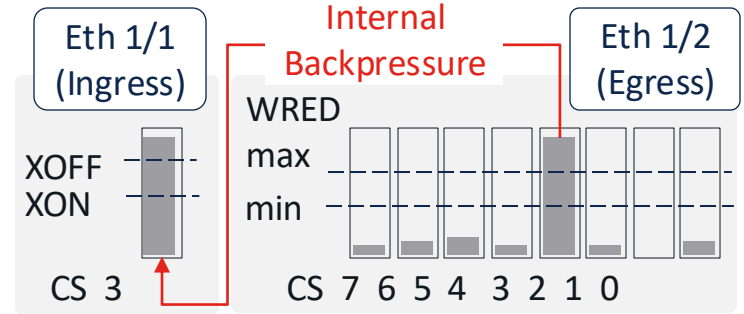 Eth 1/1
(Ingress)
Internal
Backpressure
Eth 1/2
(Egress)
XOFF
XON
CS 3
WRED
max
min
CS 7 6 5 4 3 2 1 0